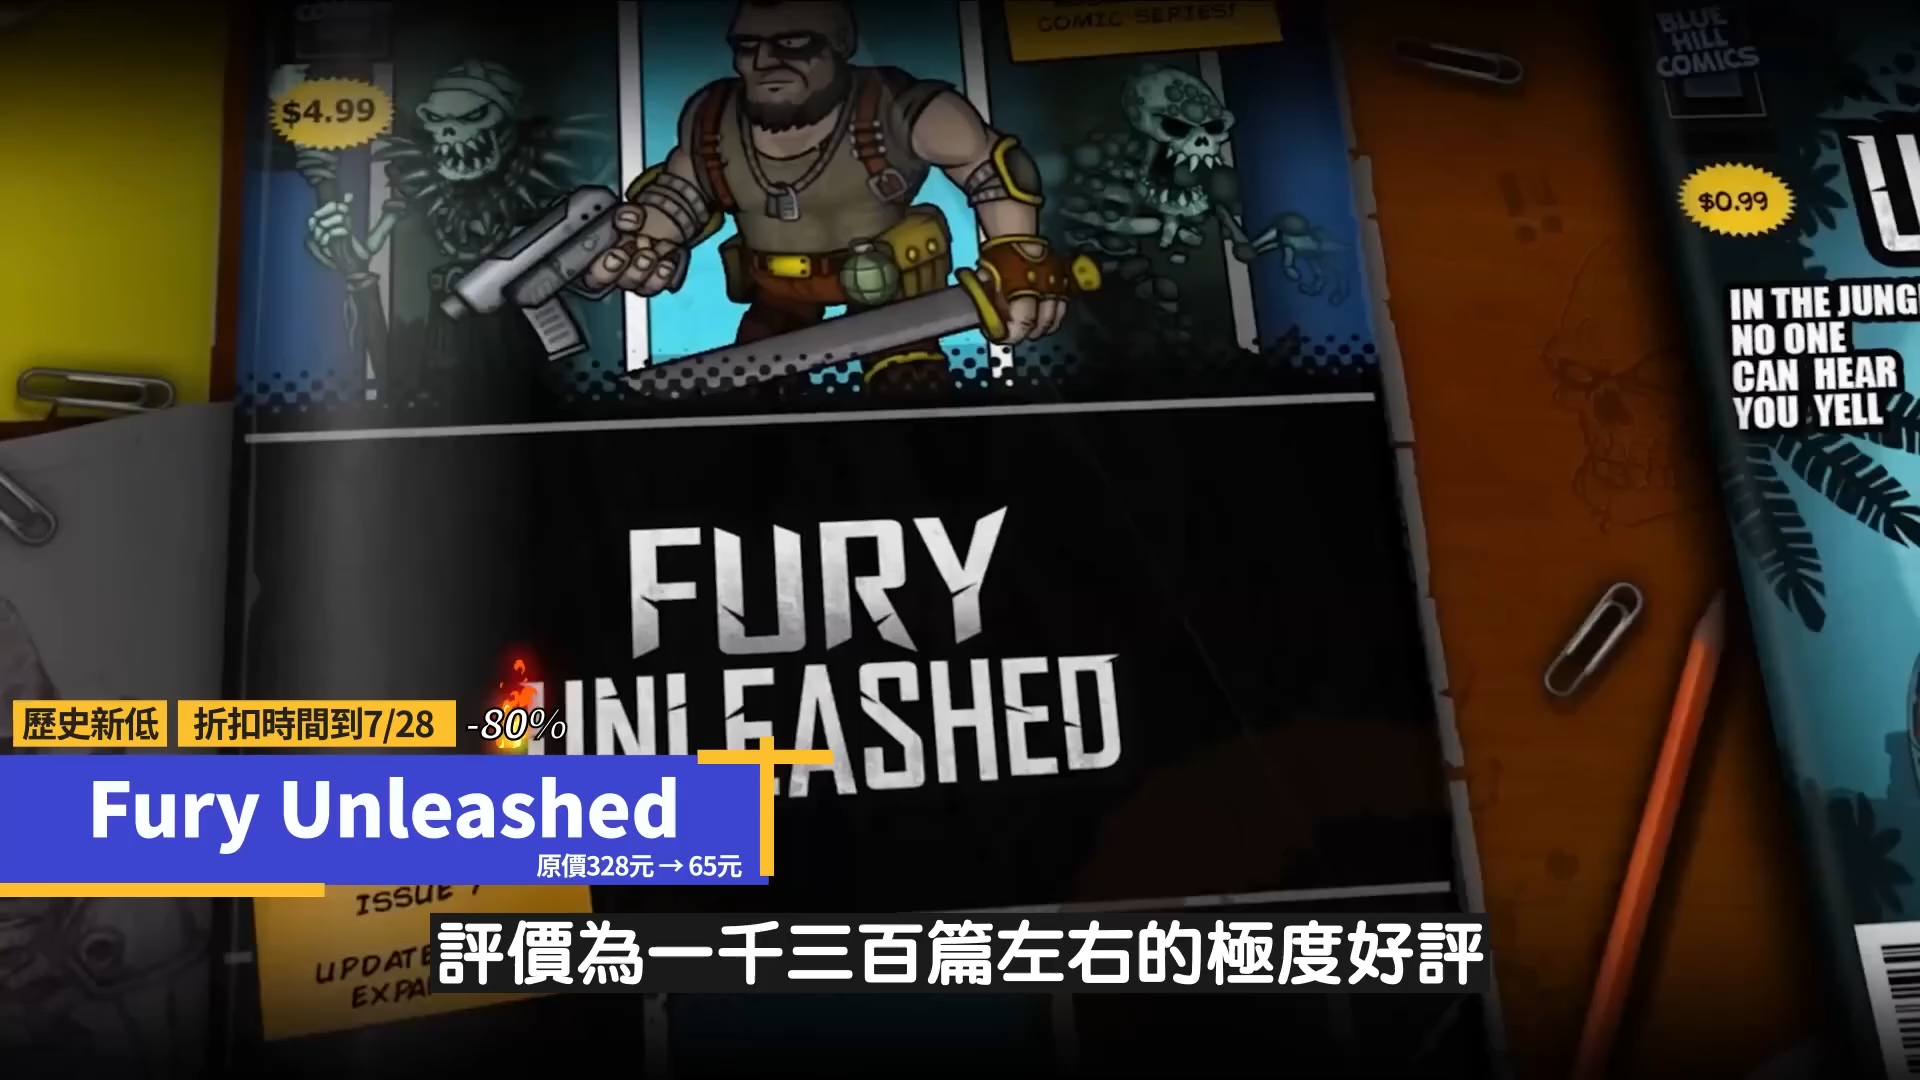 COMIC SERIES!
BLUE
HILL
COMICS
$4.99
$0.99
IN THE JUNG
NO ONE
CAN HEAR
YOU YELL
FURY
UNLEASHED
歷史新低
折扣時間到7/28
-80%
Fury Unleashed
原價328元→65元
ISSUE
UPDATE
EXPA
評價為一千三百篇左右的極度好評